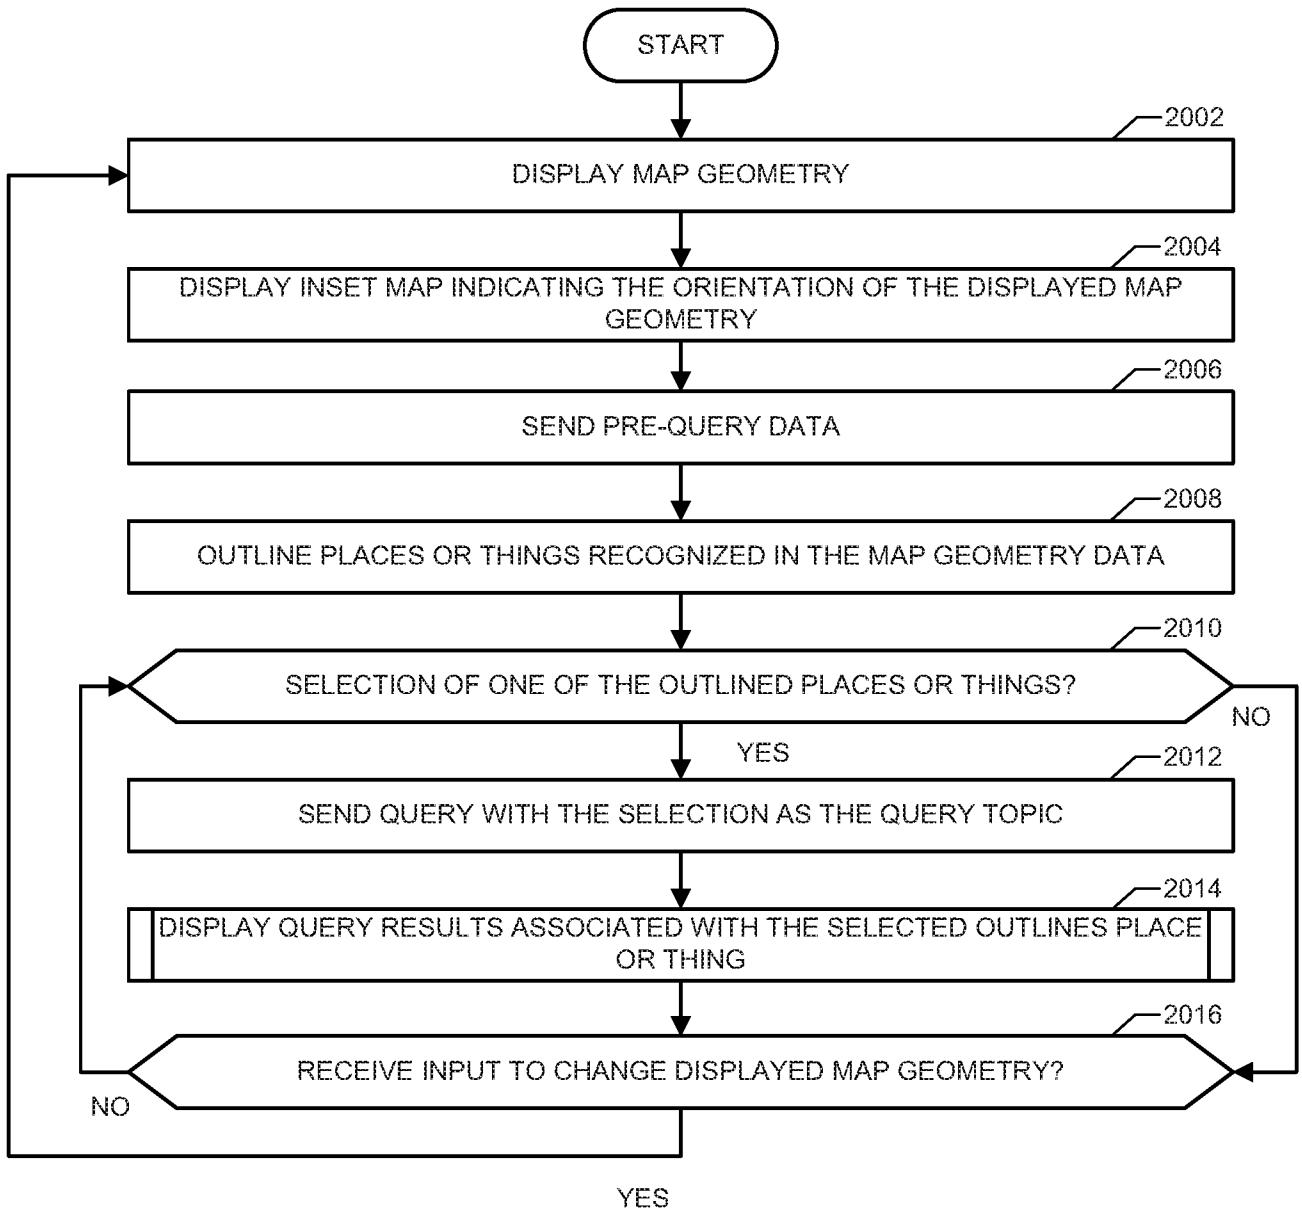 START
2002
DISPLAY MAP GEOMETRY
2004
DISPLAY INSET MAP INDICATING THE ORIENTATION OF THE DISPLAYED MAP
GEOMETRY
2006
SEND PRE-QUERY DATA
2008
OUTLINE PLACES OR THINGS RECOGNIZED IN THE MAP GEOMETRY DATA
2010
SELECTION OF ONE OF THE OUTLINED PLACES OR THINGS?
NO
YES
2012
SEND QUERY WITH THE SELECTION AS THE QUERY TOPIC
2014
DISPLAY QUERY RESULTS ASSOCIATED WITH THE SELECTED OUTLINES PLACE
OR THING
2016
RECEIVE INPUT TO CHANGE DISPLAYED MAP GEOMETRY?
NO
YES